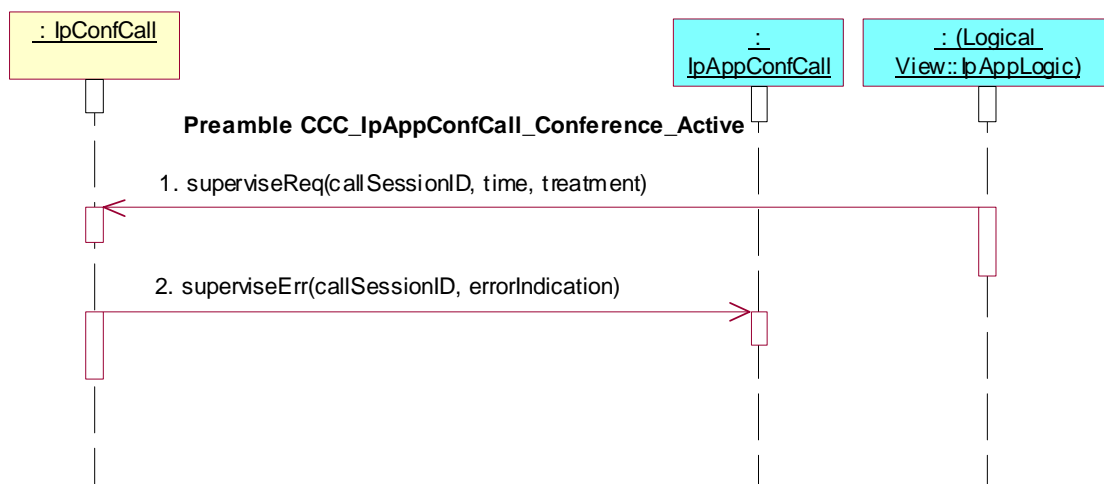 : IpConfCall
:
IpAppConfCall
: (Logical
View::IpAppLogic)
Preamble CCC_IpAppConfCall_Conference_Active
1. superviseReq(callSessionID, time, treatment)
2. superviseErr(callSessionID, errorIndication)